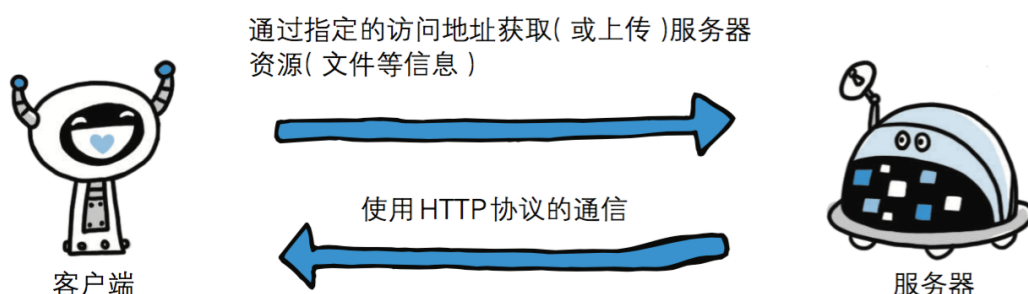 通过指定的访问地址获取( 或上传 )服务器
资源( 文件等信息 )
使用HTTP协议的通信
客户端
服务器